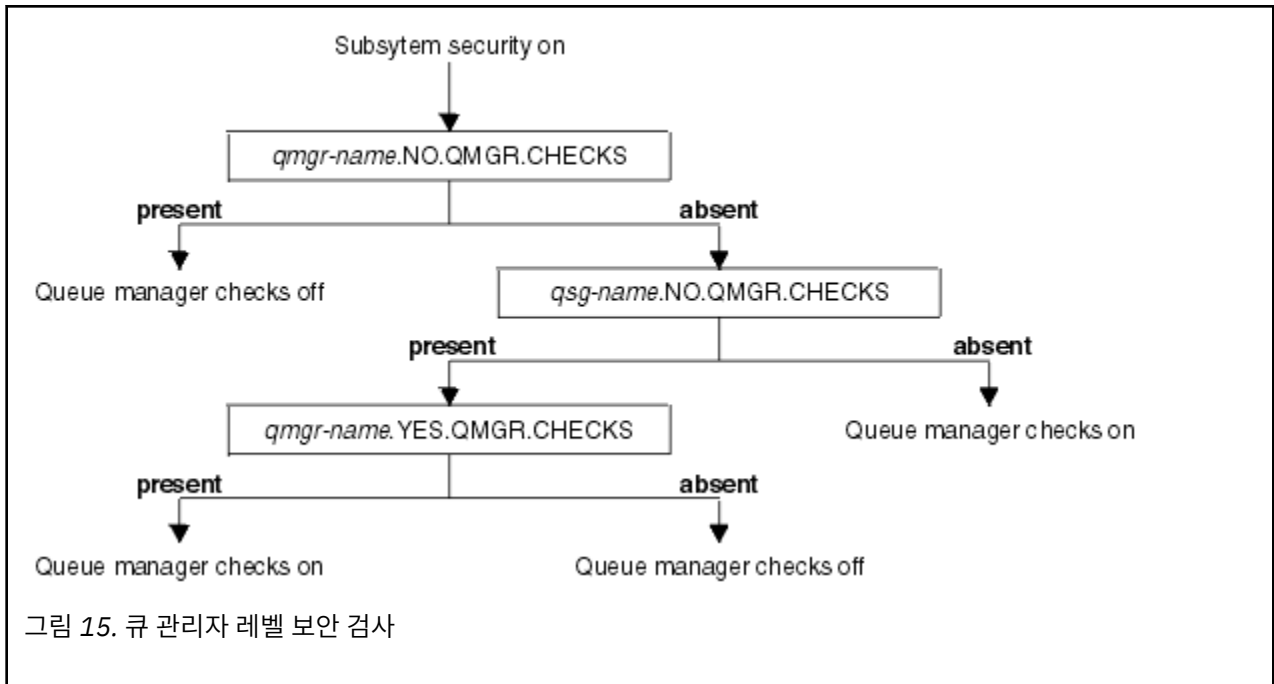 Subsytem security on
qmgr-name.NO.QMGR.CHECKS
present
absent
Queue manager checks off
qsg-name.NO.QMGR.CHECKS
present
absent
qmgr-name.YES.QMGR.CHECKS
Queue manager checks on
present
absent
Queue manager checks on
Queue manager checks off
그림 15. 큐 관리자 레벨 보안 검사